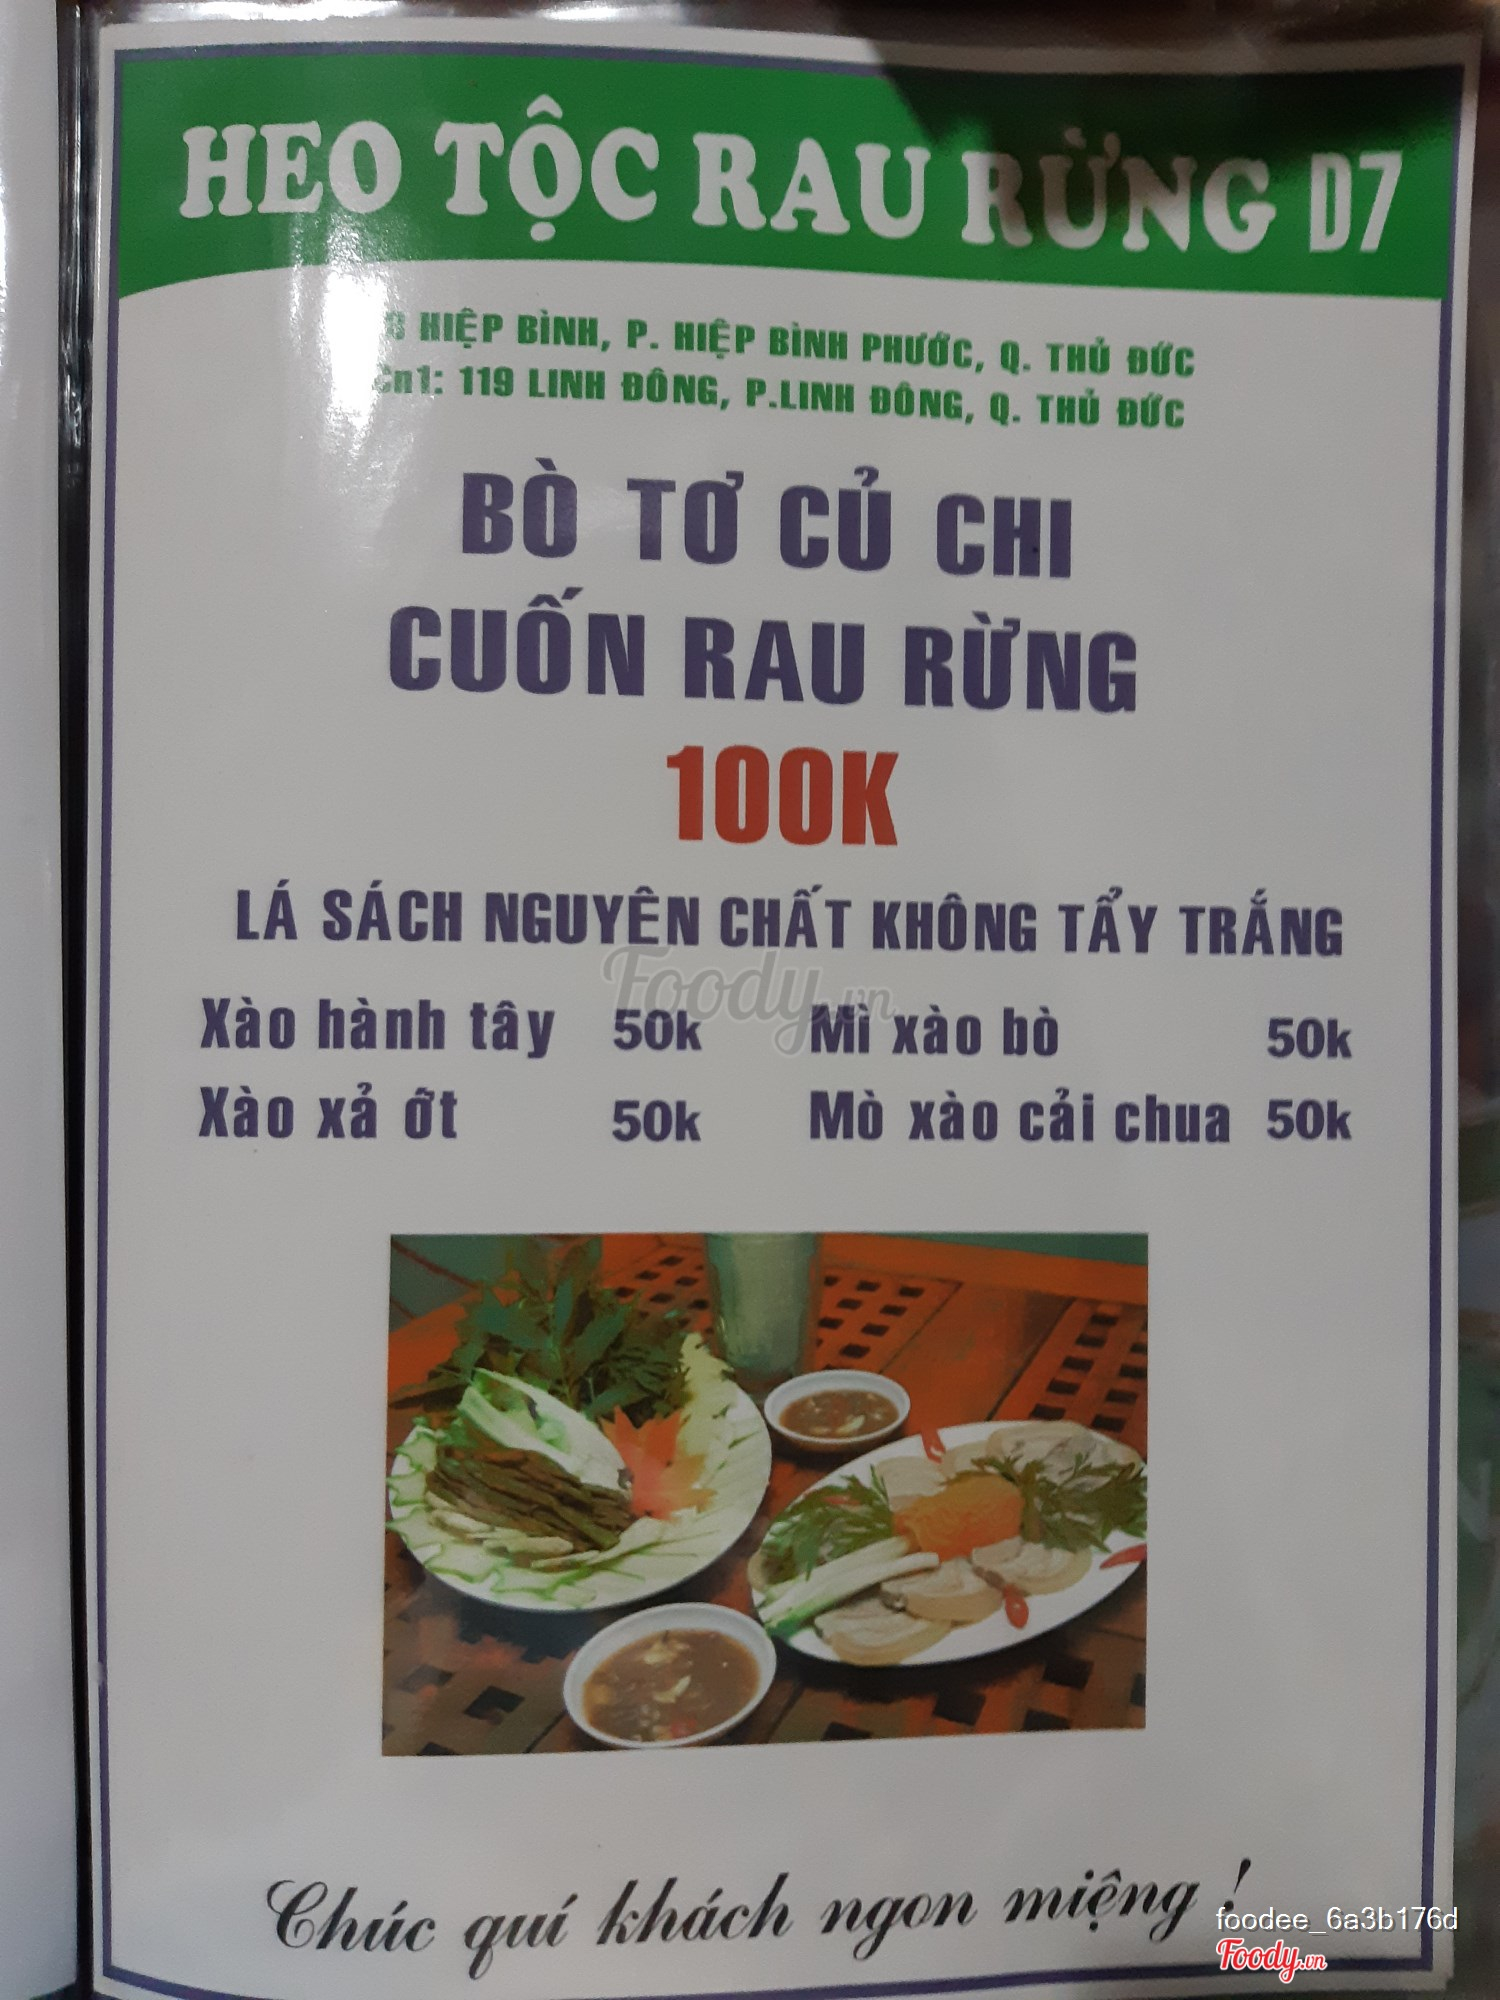 HEO TỘC RAU RỪNG D7
HIỆP BÌNH, P. HIỆP BÌNH PHƯỚC, Q. THỦ ĐỨC
Cn1: 119 LINH ĐÔNG, P.LINH ĐÔNG, Q. THỦ ĐỨC
BÒ TƠ CỦ CHI
CUỐN RAU RỪNG
100K
LÁ SÁCH NGUYÊN CHẤT KHÔNG TẨY TRẮNG
Foody.vn
Xào hành tây 50k Mì xào bò 50k
Xào xả ớt 50k Mò xào cải chua 50k
Chúc quí khách ngon miệng !
foodee_6a3b176d
Foody.vn